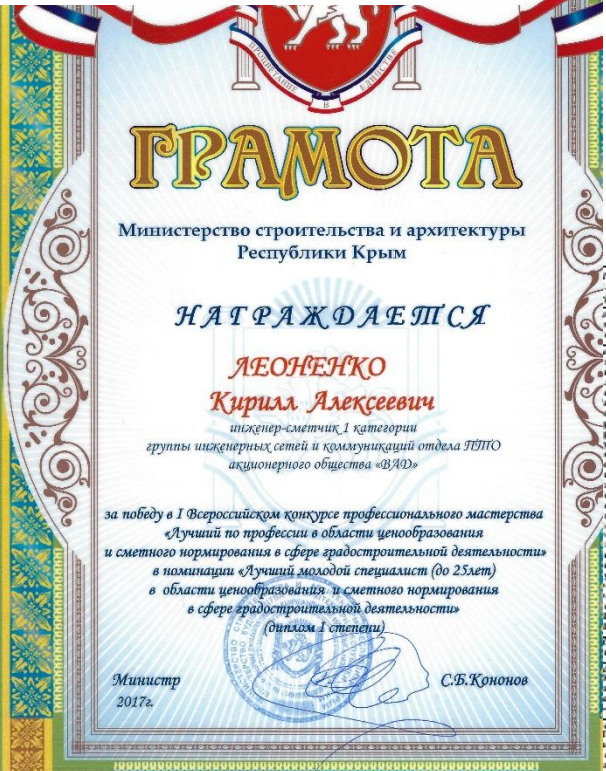 ПРОЦВЕТАНИЕ В ЕДИНСТВЕ
ГРАМОТА
Министерство строительства и архитектуры
Республики Крым
НАГРАЖДАЕТСЯ
ЛЕОНЕНКО
Кирилл Алексеевич
инженер-сметчик 1 категории
группы инженерных сетей и коммуникаций отдела ПТО
акционерного общества «ВАД»
за победу в I Всероссийском конкурсе профессионального мастерства
«Лучший по профессии в области ценообразования
и сметного нормирования в сфере градостроительной деятельности»
в номинации «Лучший молодой специалист (до 25лет)
в области ценообразования и сметного нормирования
в сфере градостроительной деятельности»
(диплом I степени)
Министр С.Б.Кононов
2017г.